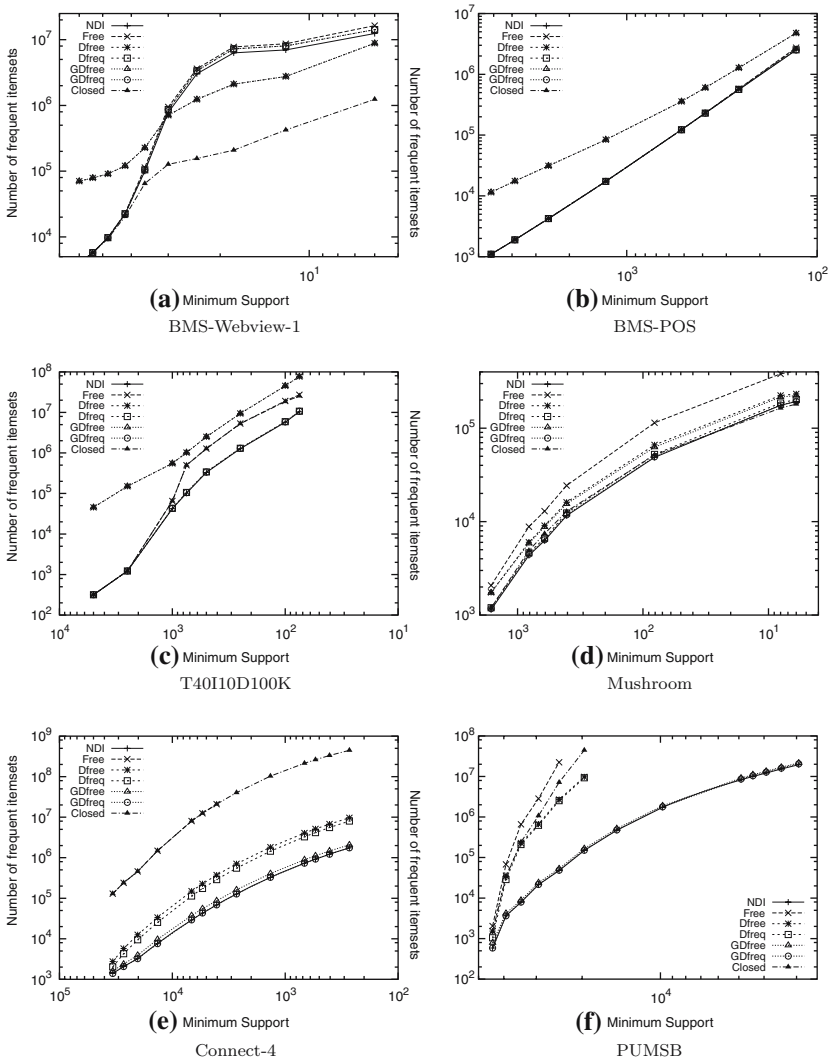 NDI
Free
Dfree
Dfreq
GDfree
GDfreq
Closed
10^7
10^6
10^5
10^4
10^1
Number of frequent itemsets
(a) Minimum Support
BMS-Webview-1
NDI
Free
Dfree
Dfreq
GDfree
GDfreq
Closed
10^7
10^6
10^5
10^4
10^3
10^3
10^2
Number of frequent itemsets
(b) Minimum Support
BMS-POS
NDI
Free
Dfree
Dfreq
GDfree
GDfreq
Closed
10^8
10^7
10^6
10^5
10^4
10^3
10^2
10^4
10^3
10^2
10^1
Number of frequent itemsets
(c) Minimum Support
T40I10D100K
NDI
Free
Dfree
Dfreq
GDfree
GDfreq
Closed
10^5
10^4
10^3
10^3
10^2
10^1
Number of frequent itemsets
(d) Minimum Support
Mushroom
NDI
Free
Dfree
Dfreq
GDfree
GDfreq
Closed
10^9
10^8
10^7
10^6
10^5
10^4
10^3
10^5
10^4
10^3
10^2
Number of frequent itemsets
(e) Minimum Support
Connect-4
NDI
Free
Dfree
Dfreq
GDfree
GDfreq
Closed
10^8
10^7
10^6
10^5
10^4
10^3
10^2
10^4
Number of frequent itemsets
(f) Minimum Support
PUMSB